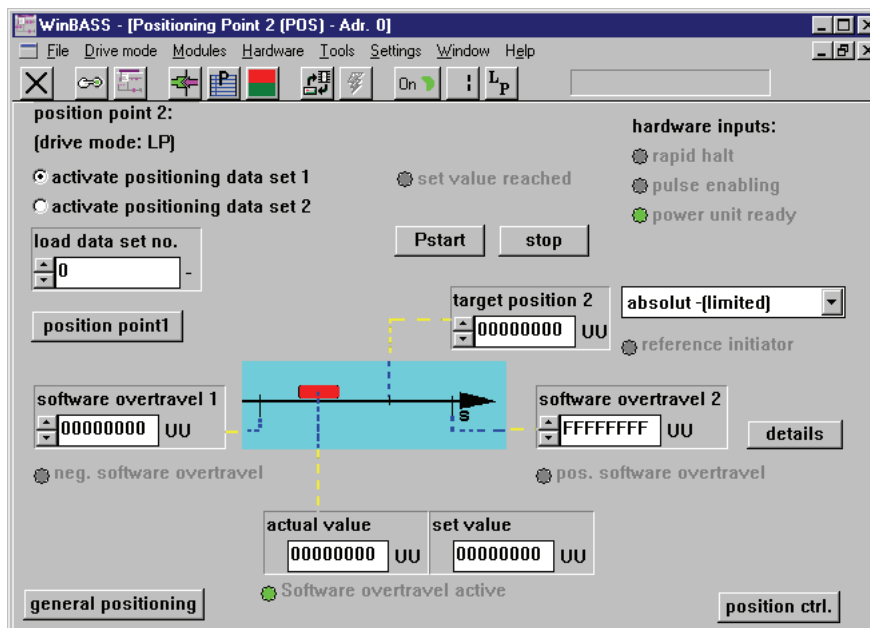 WinBASS - [Positioning Point 2 (POS) - Adr. 0]
File Drive mode Modules Hardware Tools Settings Window Help
P On L P
position point 2:
(drive mode: LP)
activate positioning data set 1
activate positioning data set 2
set value reached
hardware inputs:
rapid halt
pulse enabling
power unit ready
load data set no.
0 -
Pstart stop
position point1
target position 2
00000000 UU
absolut -(limited)
reference initiator
software overtravel 1
00000000 UU
neg. software overtravel
s
software overtravel 2
FFFFFFFF UU
details
pos. software overtravel
actual value set value
00000000 UU 00000000 UU
Software overtravel active
general positioning
position ctrl.